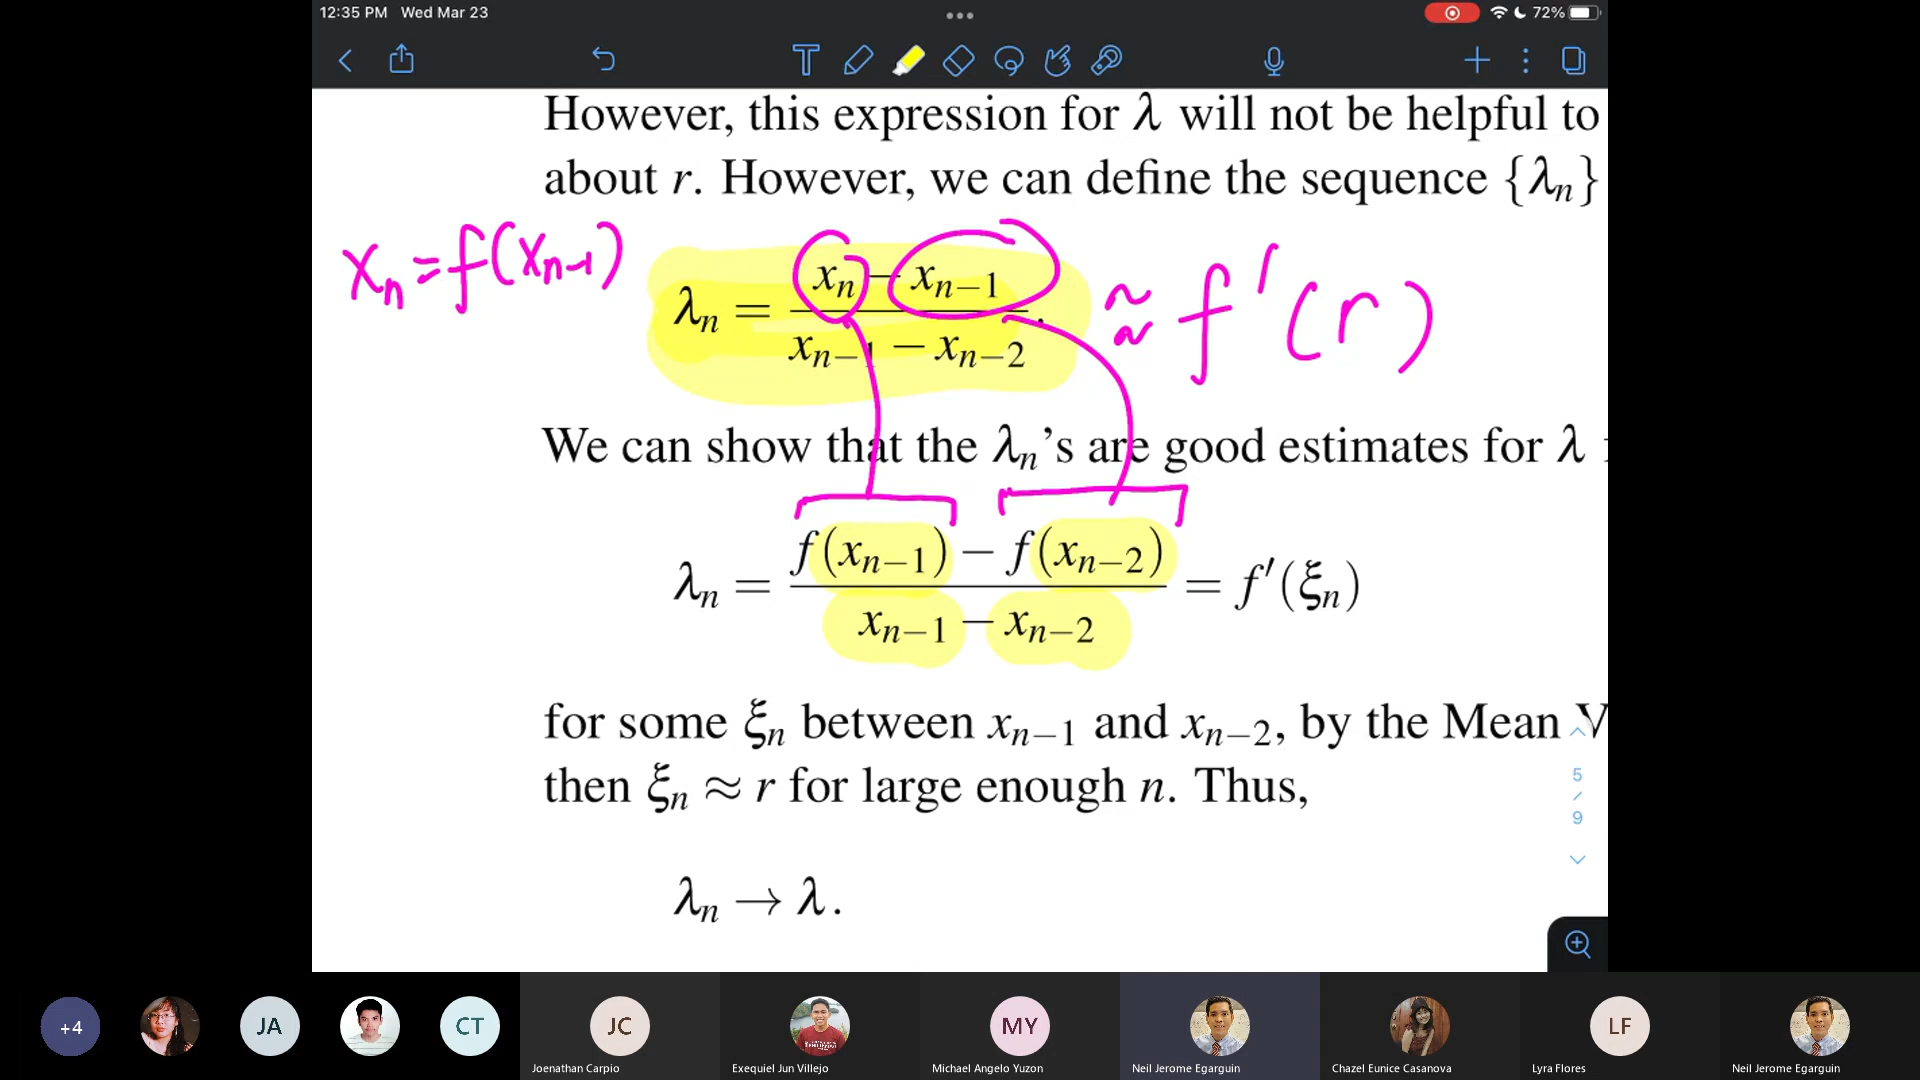 12:35 PM Wed Mar 23
72%
However, this expression for λ will not be helpful to
about r. However, we can define the sequence {λₙ}
xₙ = f(xₙ₋₁)
λₙ = (xₙ − xₙ₋₁) / (xₙ₋₁ − xₙ₋₂). ≈ f′(r)
We can show that the λₙ’s are good estimates for λ
λₙ = (f(xₙ₋₁) − f(xₙ₋₂)) / (xₙ₋₁ − xₙ₋₂) = f′(ξₙ)
for some ξₙ between xₙ₋₁ and xₙ₋₂, by the Mean V
then ξₙ ≈ r for large enough n. Thus,
5
/
9
λₙ → λ.
+4
JA
CT
JC
MY
LF
Joenathan Carpio
Exequiel Jun Villejo
Michael Angelo Yuzon
Neil Jerome Egarguin
Chazel Eunice Casanova
Lyra Flores
Neil Jerome Egarguin